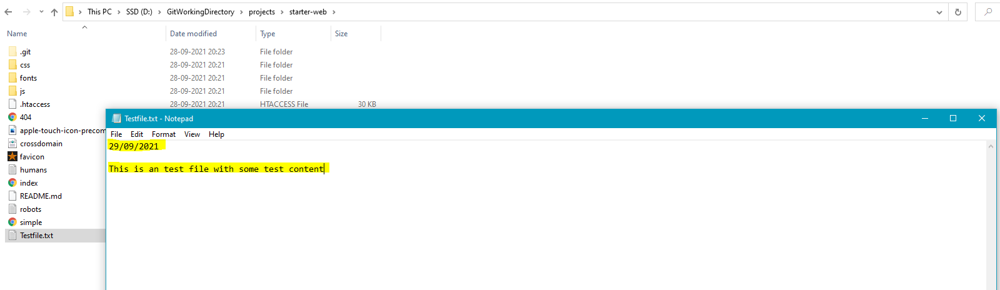 This PC > SSD (D:) > GitWorkingDirectory > projects > starter-web >
Name Date modified Type Size
.git 28-09-2021 20:23 File folder
css 28-09-2021 20:21 File folder
fonts 28-09-2021 20:21 File folder
js 28-09-2021 20:21 File folder
.htaccess 28-09-2021 20:21 HTACCESS File 30 KB
404
apple-touch-icon-precom
crossdomain
favicon
humans
index
README.md
robots
simple
Testfile.txt
Testfile.txt - Notepad
File Edit Format View Help
29/09/2021
This is an test file with some test content